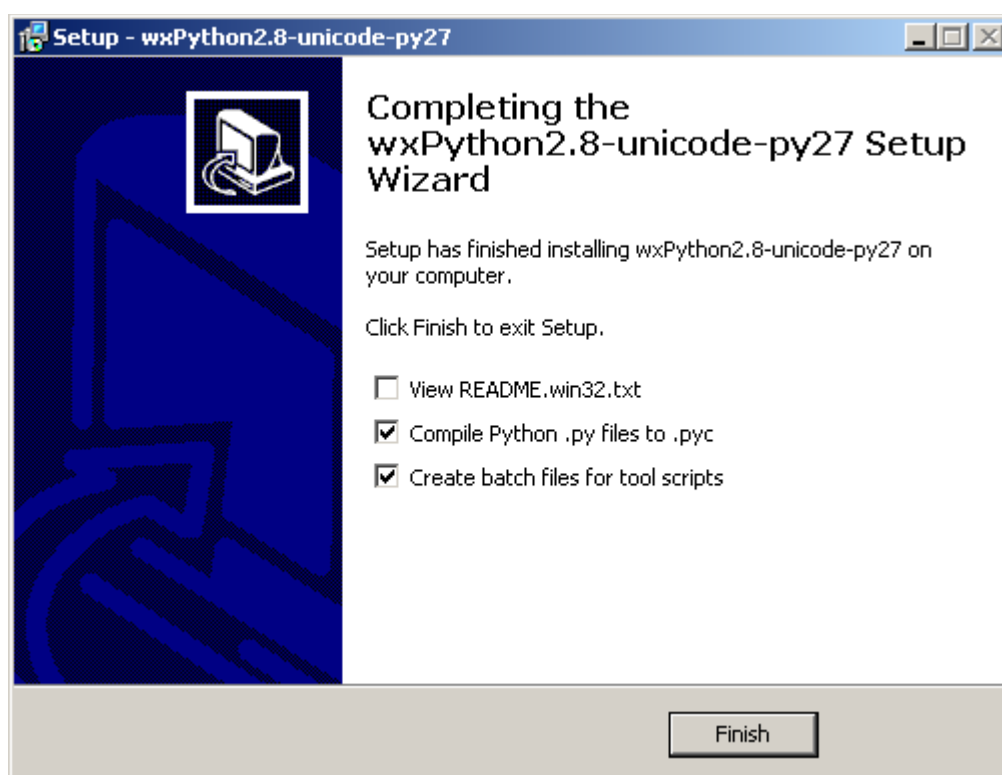 Setup - wxPython2.8-unicode-py27
Completing the
wxPython2.8-unicode-py27 Setup
Wizard
Setup has finished installing wxPython2.8-unicode-py27 on
your computer.
Click Finish to exit Setup.
View README.win32.txt
Compile Python .py files to .pyc
Create batch files for tool scripts
Finish